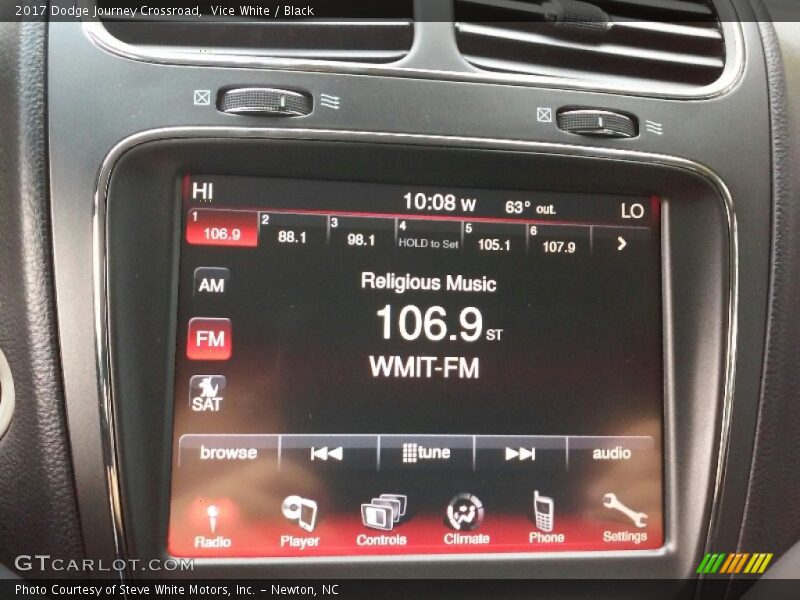 2017 Dodge Journey Crossroad, Vice White / Black
HI 10:08 W 63° out. LO
1 106.9 2 88.1 3 98.1 4 HOLD to Set 5 105.1 6 107.9
AM
Religious Music
FM
106.9 ST
WMIT-FM
SAT
browse tune audio
Radio Player Controls Climate Phone Settings
GTCARLOT.COM
Photo Courtesy of Steve White Motors, Inc. – Newton, NC